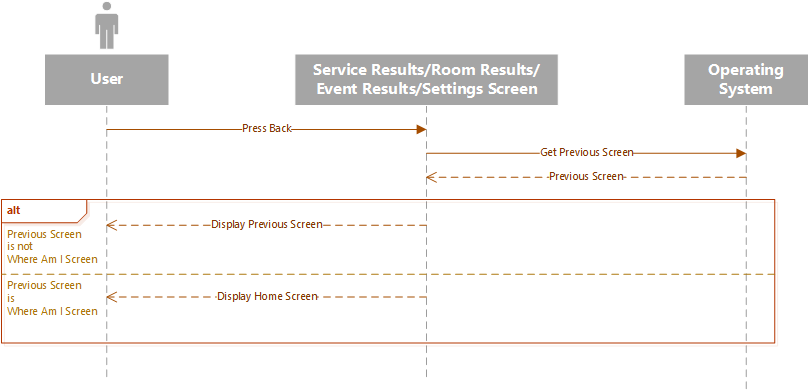 User
Service Results/Room Results/
Event Results/Settings Screen
Operating
System
Press Back
Get Previous Screen
Previous Screen
alt
Previous Screen
is not
Where Am I Screen
Display Previous Screen
Previous Screen
is
Where Am I Screen
Display Home Screen